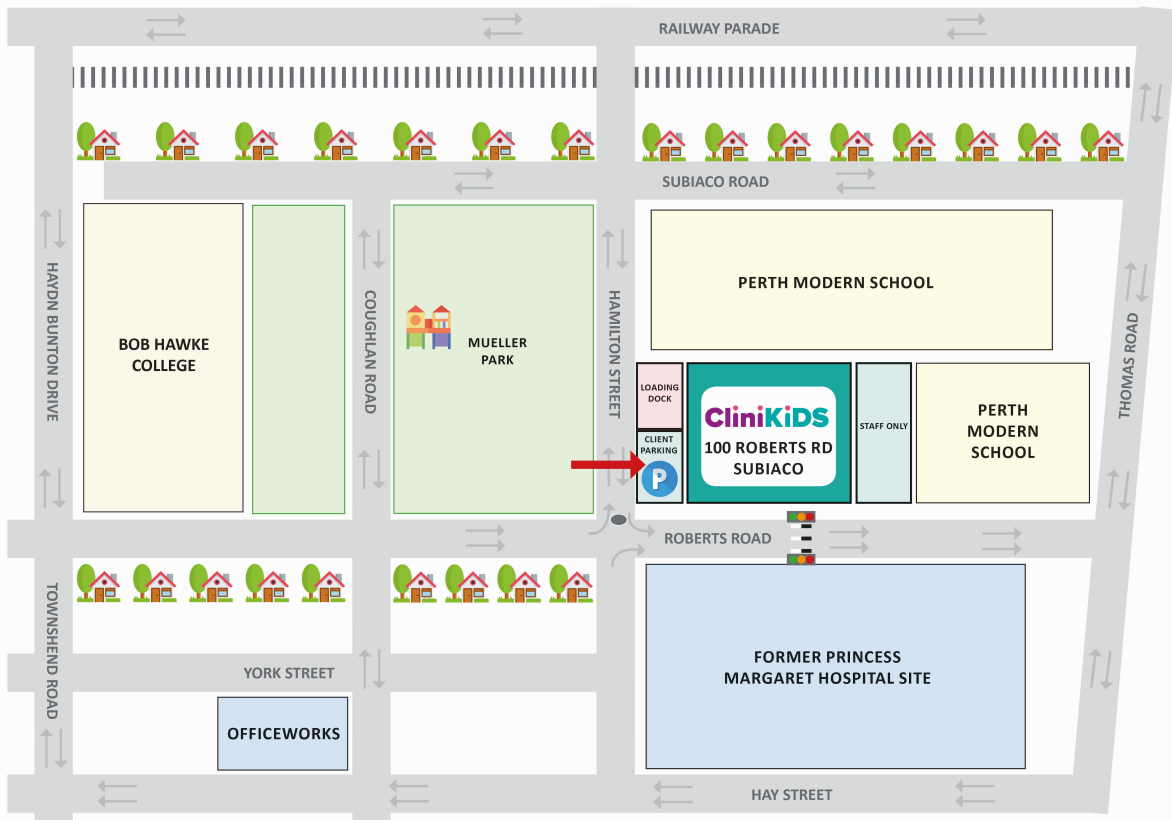 RAILWAY PARADE
SUBIACO ROAD
HAYDN BUNTON DRIVE
BOB HAWKE
COLLEGE
COUGHLAN ROAD
MUELLER
PARK
HAMILTON STREET
PERTH MODERN SCHOOL
THOMAS ROAD
LOADING
DOCK
CLIENT
PARKING
P
CliniKiDS
100 ROBERTS RD
SUBIACO
STAFF ONLY
PERTH
MODERN
SCHOOL
ROBERTS ROAD
TOWNSHEND ROAD
YORK STREET
OFFICEWORKS
FORMER PRINCESS
MARGARET HOSPITAL SITE
HAY STREET